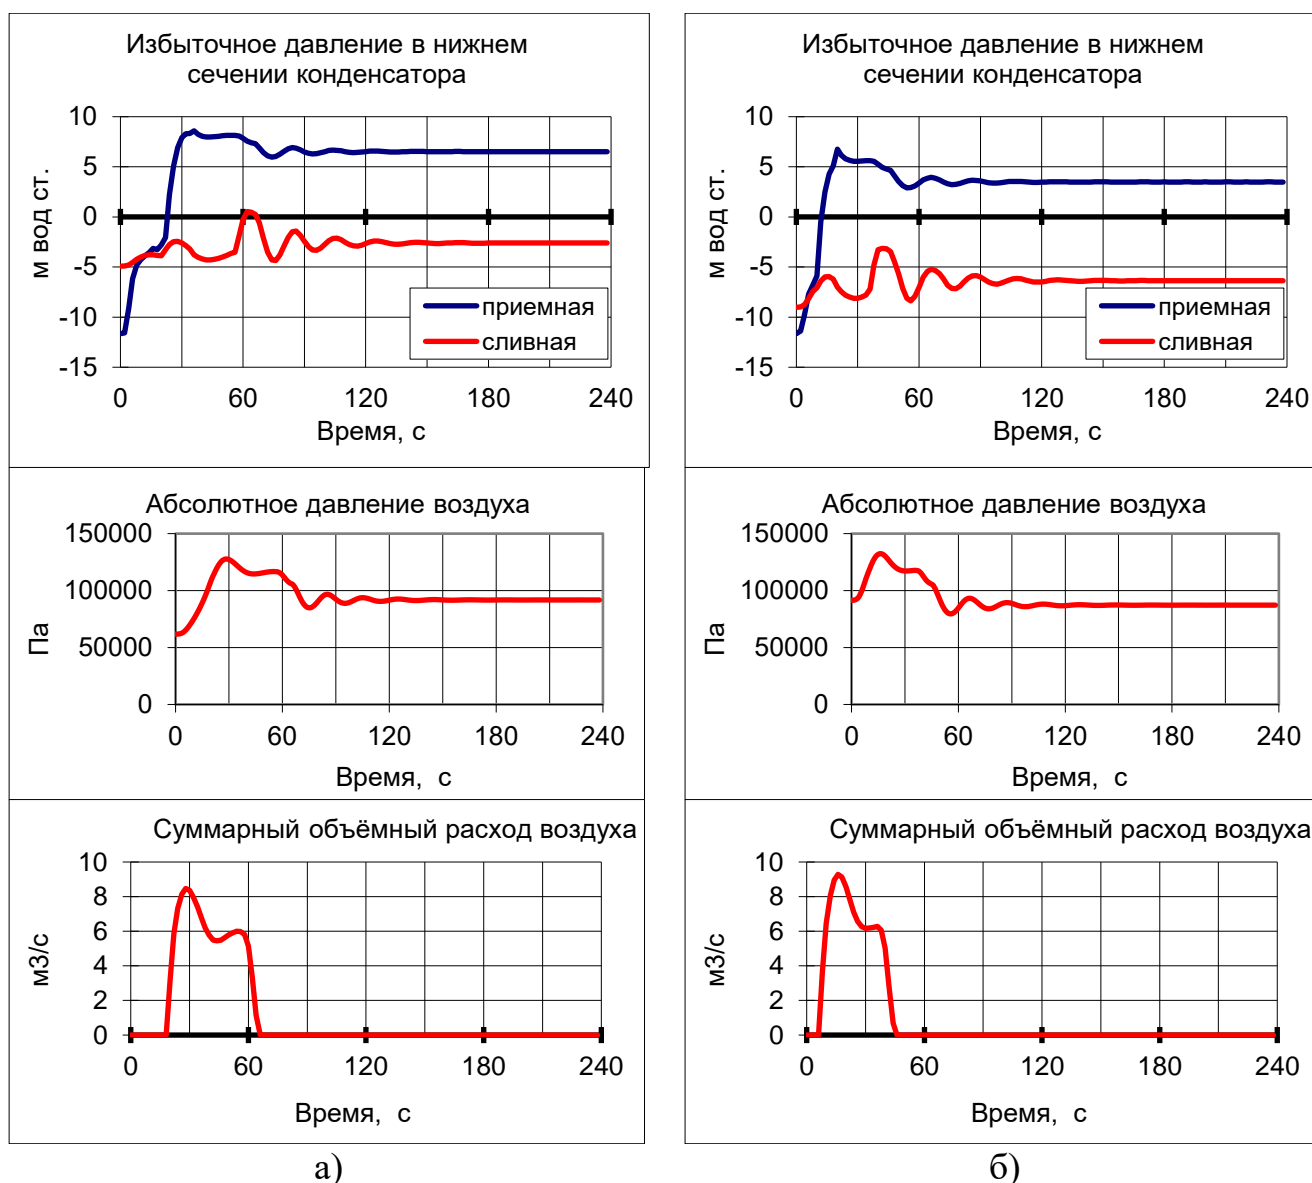 Избыточное давление в нижнем
сечении конденсатора
м вод ст.
10
5
0
-5
-10
-15
приемная
сливная
0 60 120 180 240
Время, с
Абсолютное давление воздуха
Па
150000
100000
50000
0
0 60 120 180 240
Время, с
Суммарный объёмный расход воздуха
м3/с
10
8
6
4
2
0
0 60 120 180 240
Время, с
а)
Избыточное давление в нижнем
сечении конденсатора
м вод ст.
10
5
0
-5
-10
-15
приемная
сливная
0 60 120 180 240
Время, с
Абсолютное давление воздуха
Па
150000
100000
50000
0
0 60 120 180 240
Время, с
Суммарный объёмный расход воздуха
м3/с
10
8
6
4
2
0
0 60 120 180 240
Время, с
б)